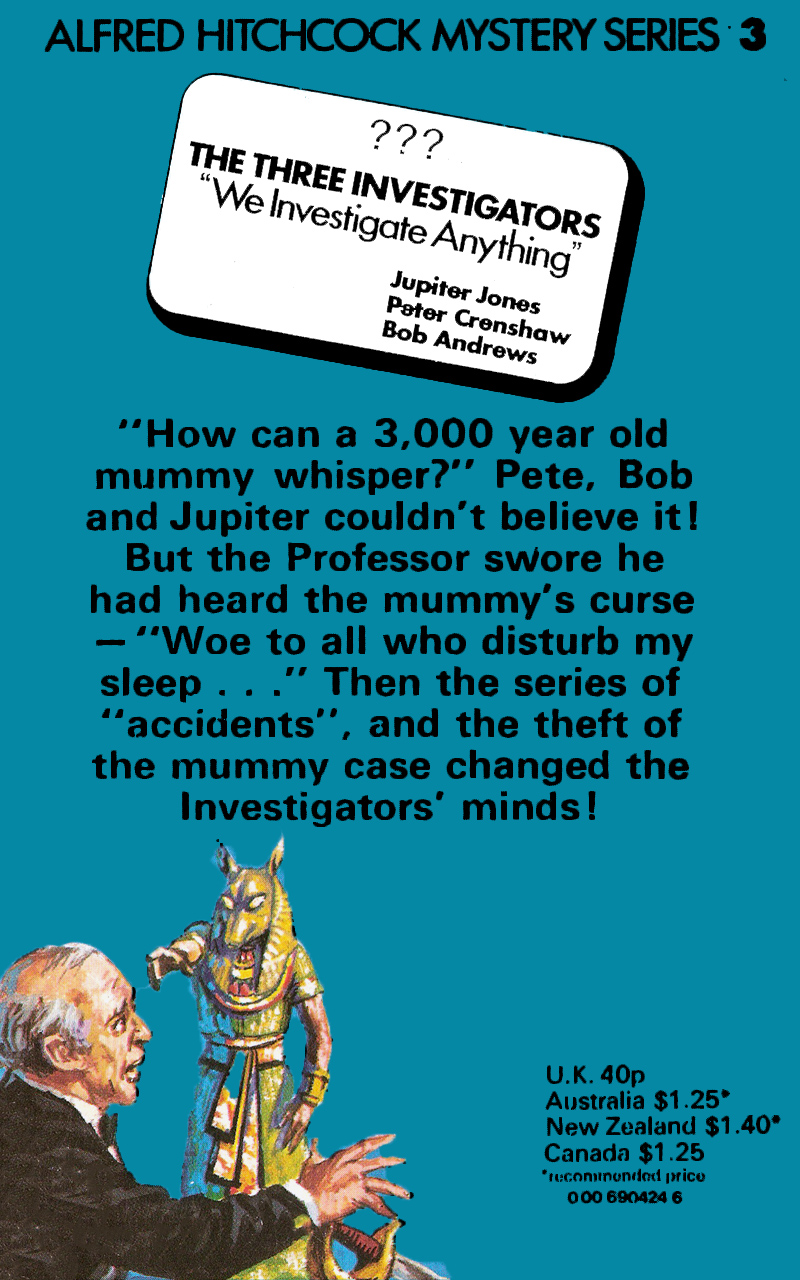 ALFRED HITCHCOCK MYSTERY SERIES · 3
???
THE THREE INVESTIGATORS
“We Investigate Anything”
Jupiter Jones
Peter Crenshaw
Bob Andrews
“How can a 3,000 year old
mummy whisper?” Pete, Bob
and Jupiter couldn’t believe it!
But the Professor swore he
had heard the mummy’s curse
—“Woe to all who disturb my
sleep . . .” Then the series of
“accidents”, and the theft of
the mummy case changed the
Investigators’ minds!
U.K. 40p
Australia $1.25*
New Zealand $1.40*
Canada $1.25
*recommended price
0 00 690424 6